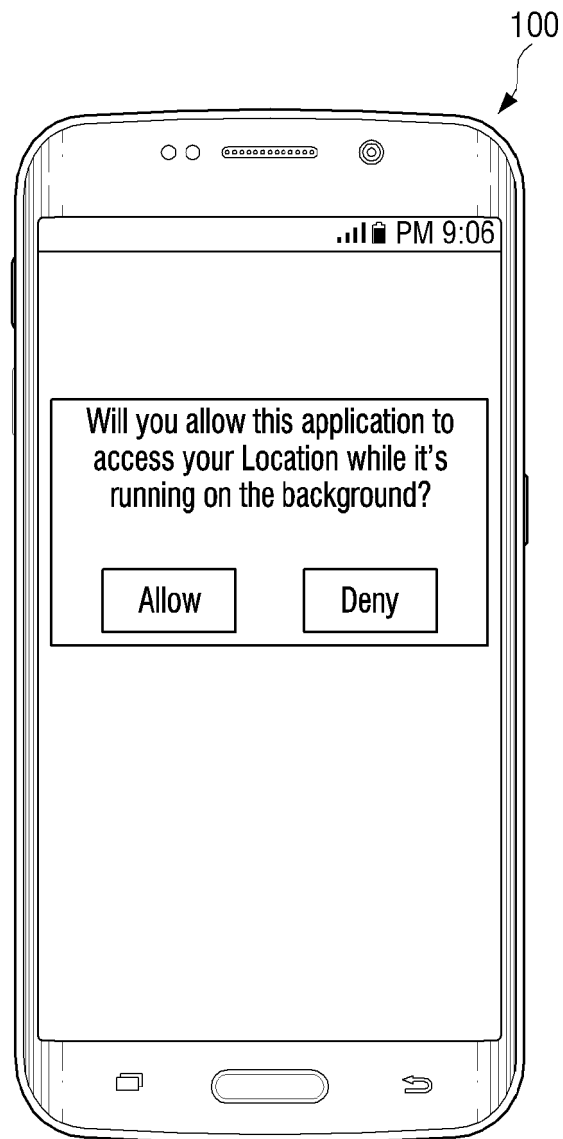 100
PM 9:06
Will you allow this application to
access your Location while it's
running on the background?
Allow
Deny